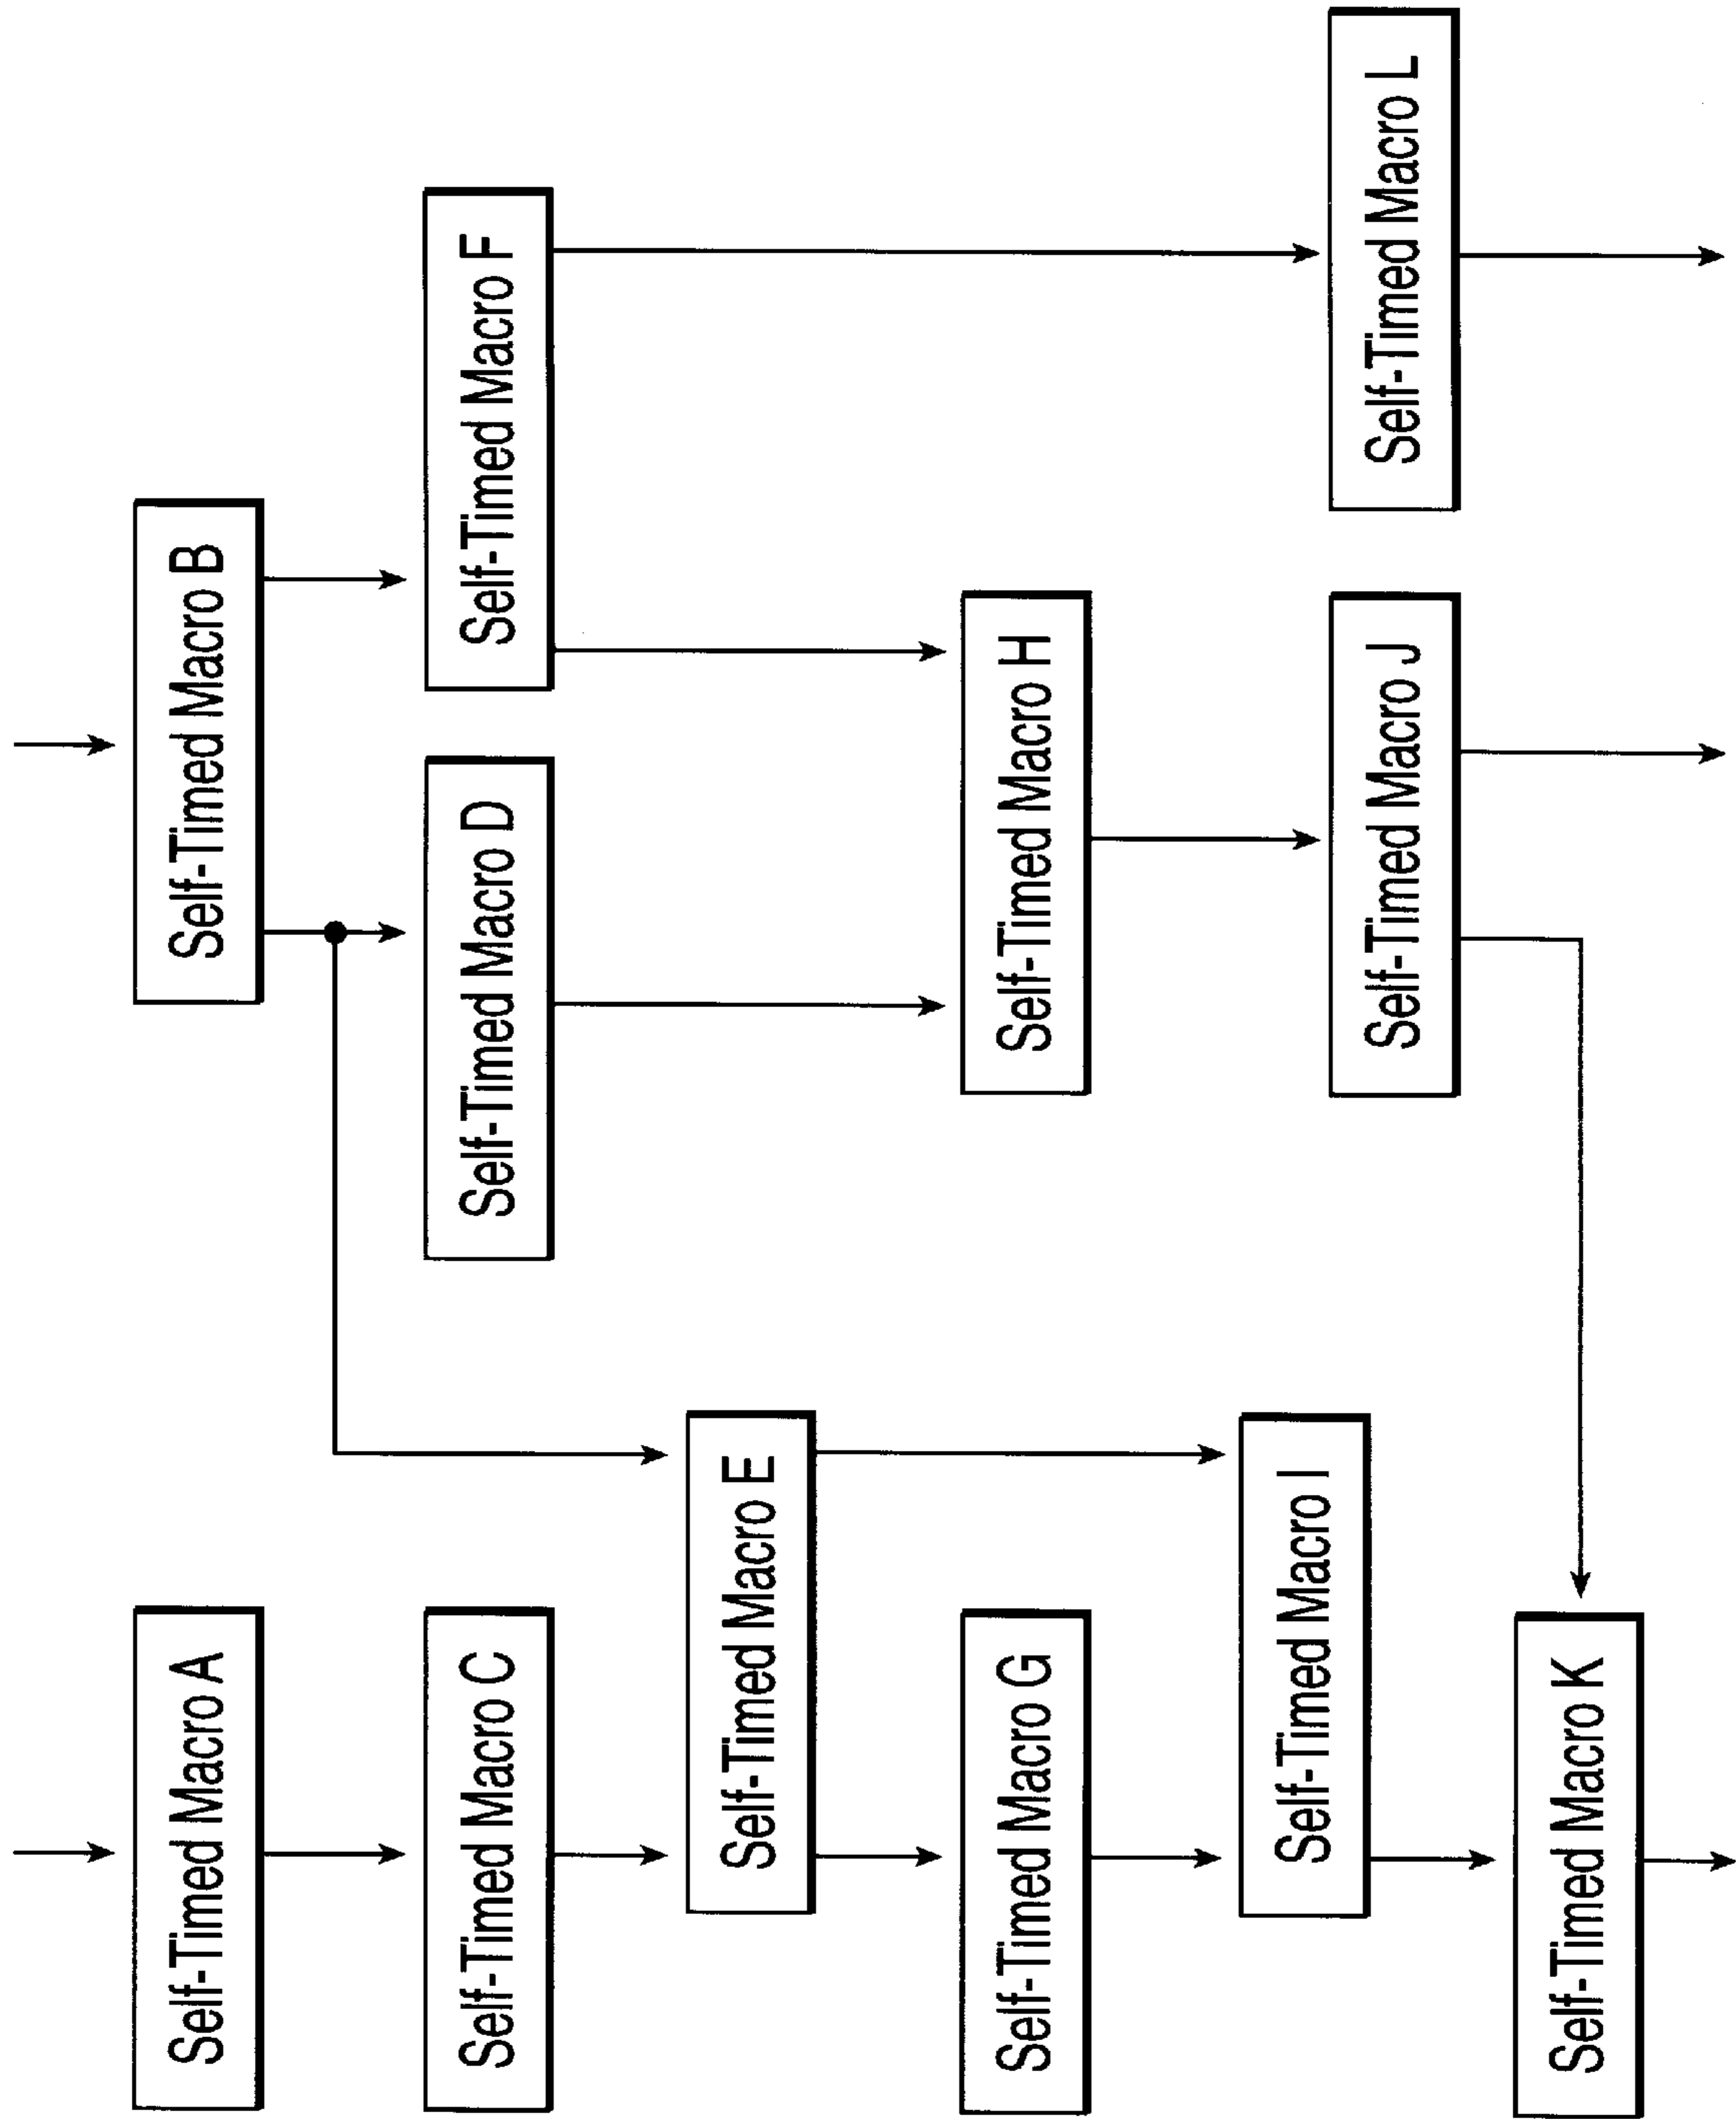 Self-Timed Macro A
Self-Timed Macro B
Self-Timed Macro C
Self-Timed Macro D
Self-Timed Macro F
Self-Timed Macro E
Self-Timed Macro G
Self-Timed Macro H
Self-Timed Macro I
Self-Timed Macro J
Self-Timed Macro L
Self-Timed Macro K